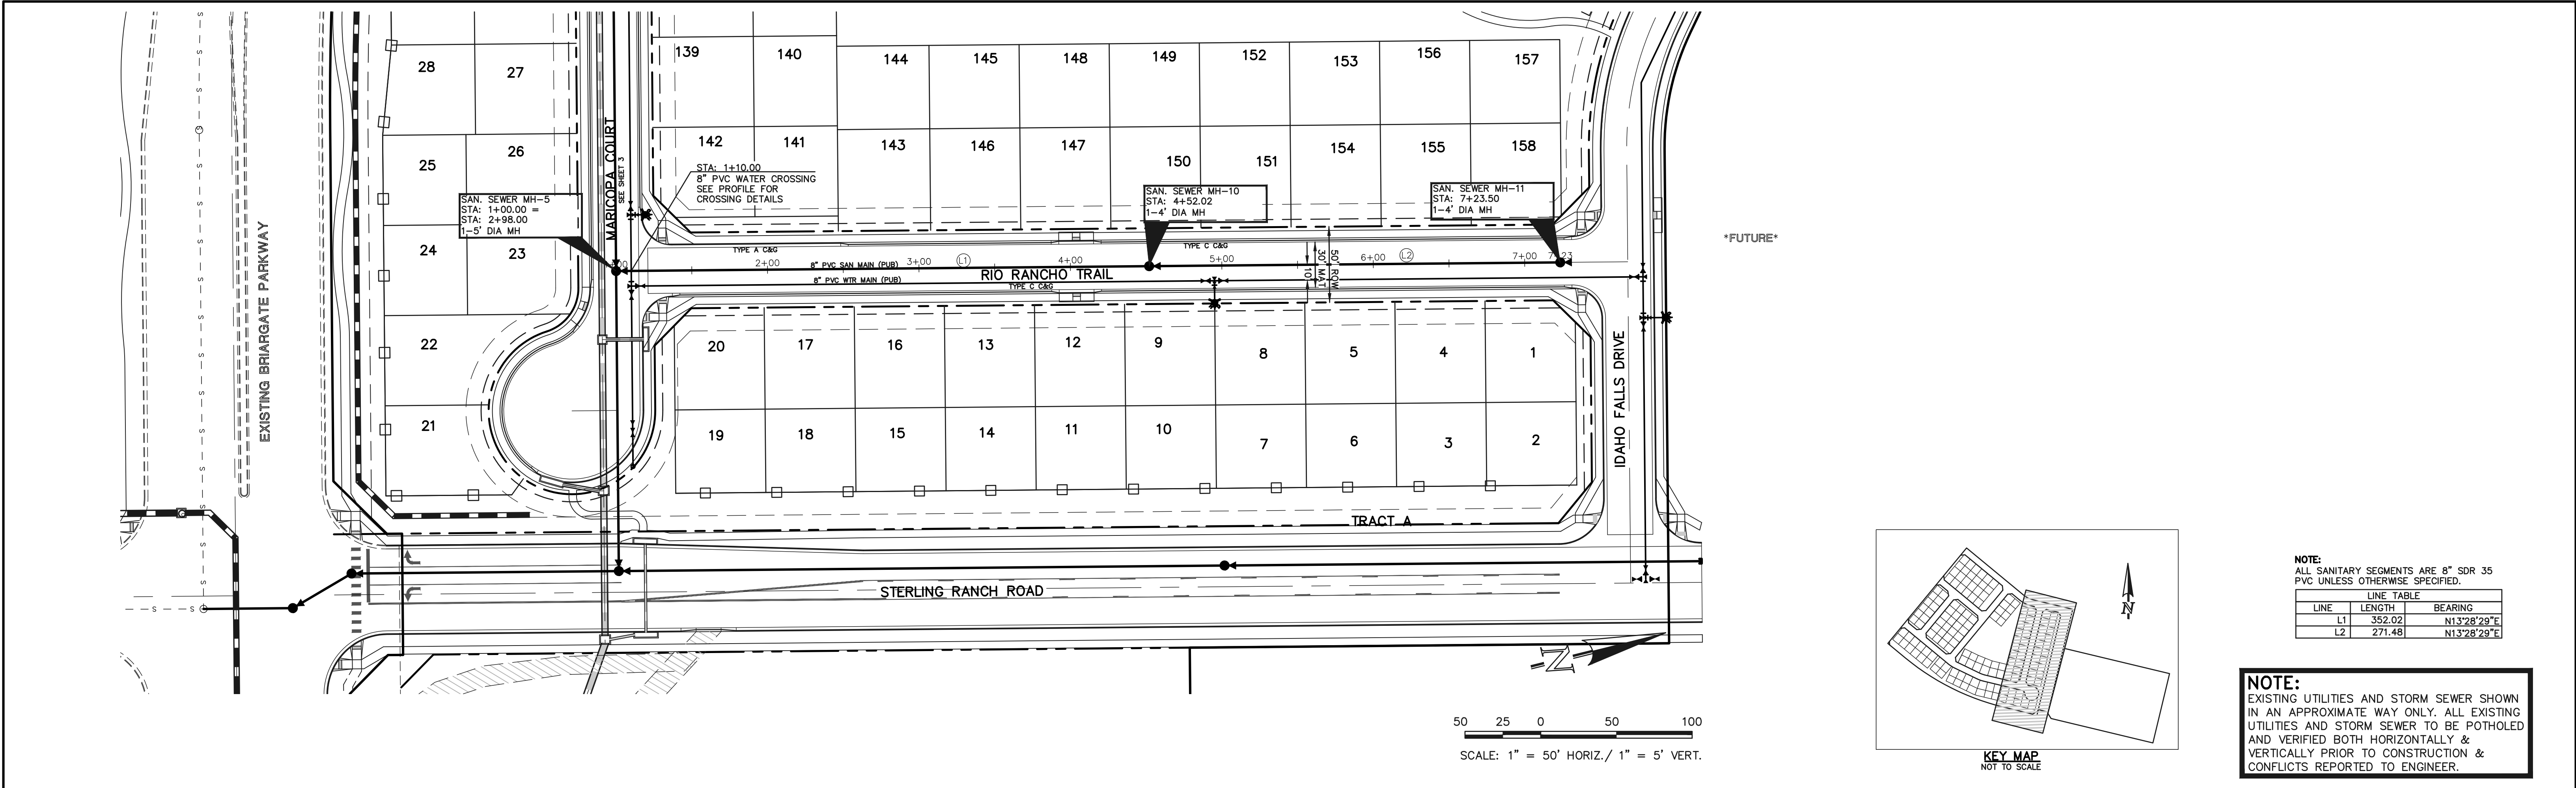 28
27
139
140
144
145
148
149
152
153
156
157
25
26
142
141
143
146
147
150
151
154
155
158
MARICOPA COURT
SEE SHEET 3
STA: 1+10.00
8" PVC WATER CROSSING
SEE PROFILE FOR
CROSSING DETAILS
SAN. SEWER MH-5
STA: 1+00.00 =
STA: 2+98.00
1-5' DIA MH
SAN. SEWER MH-10
STA: 4+52.02
1-4' DIA MH
SAN. SEWER MH-11
STA: 7+23.50
1-4' DIA MH
*FUTURE*
24
23
TYPE A C&G
TYPE C C&G
8" PVC SAN MAIN (PUB)
2+00
3+00
L1
4+00
5+00
6+00
L2
7+00
RIO RANCHO TRAIL
8" PVC WTR MAIN (PUB)
TYPE C C&G
10'
30' MAT
50' ROW
EXISTING BRIARGATE PARKWAY
22
20
17
16
13
12
9
8
5
4
1
IDAHO FALLS DRIVE
21
19
18
15
14
11
10
7
6
3
2
TRACT A
STERLING RANCH ROAD
S
S
S
S
S
S
S
S
S
G
N
50 25 0 50 100
SCALE: 1" = 50' HORIZ./ 1" = 5' VERT.
N
KEY MAP
NOT TO SCALE
NOTE:
ALL SANITARY SEGMENTS ARE 8" SDR 35
PVC UNLESS OTHERWISE SPECIFIED.
LINE TABLE
LINE LENGTH BEARING
L1 352.02 N13°28'29"E
L2 271.48 N13°28'29"E
NOTE:
EXISTING UTILITIES AND STORM SEWER SHOWN
IN AN APPROXIMATE WAY ONLY. ALL EXISTING
UTILITIES AND STORM SEWER TO BE POTHOLED
AND VERIFIED BOTH HORIZONTALLY &
VERTICALLY PRIOR TO CONSTRUCTION &
CONFLICTS REPORTED TO ENGINEER.